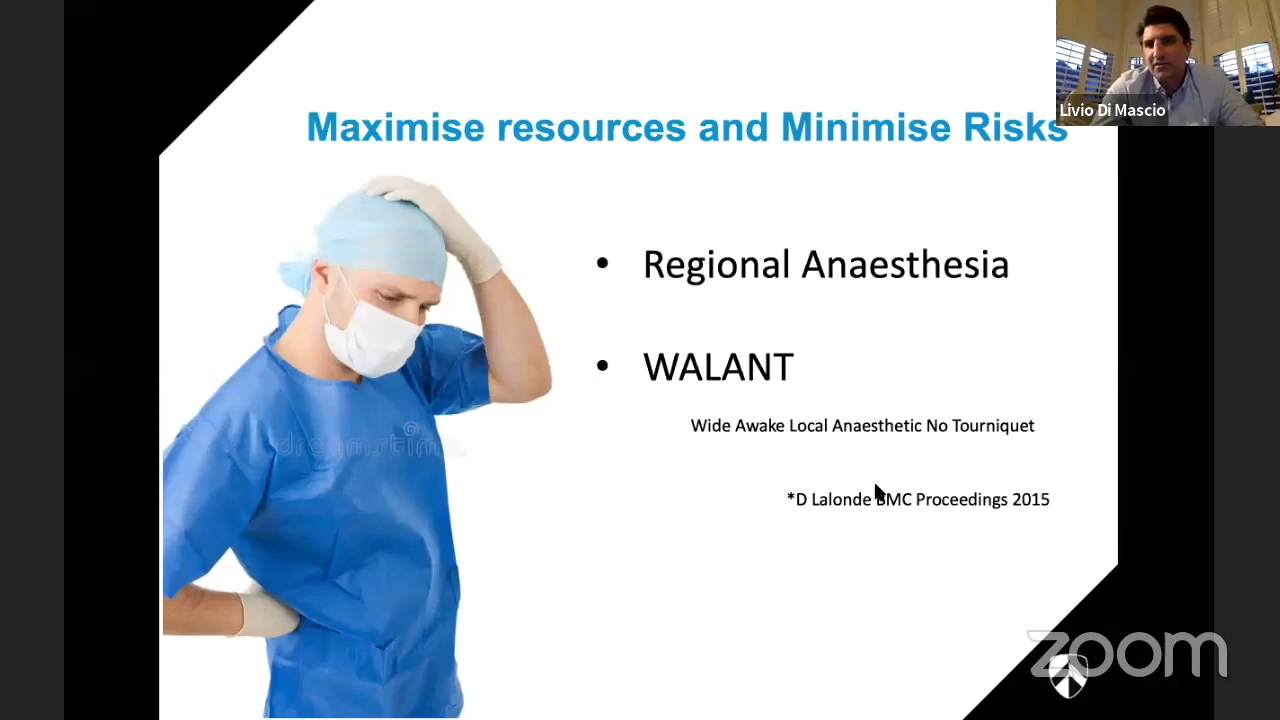 Livio Di Mascio
Maximise resources and Minimise Risks
• Regional Anaesthesia
• WALANT
Wide Awake Local Anaesthetic No Tourniquet
*D Lalonde BMC Proceedings 2015
dreamstime.
zoom